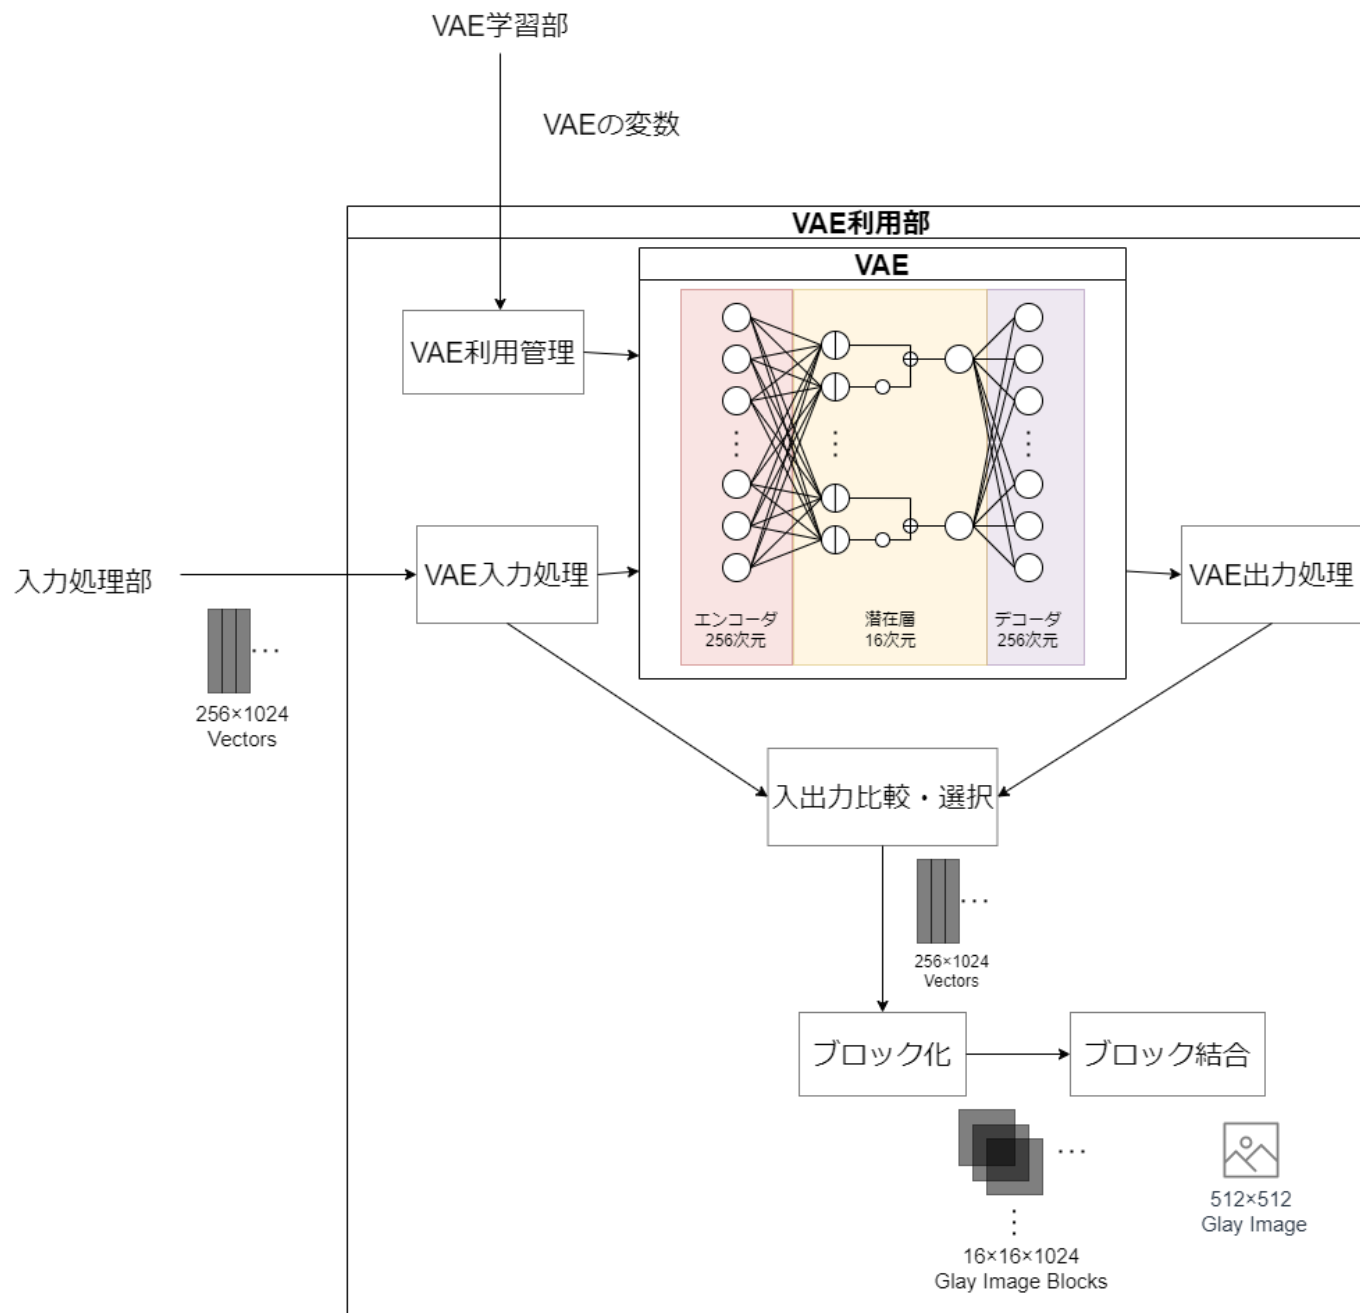 VAE学習部
VAEの変数
VAE利用部
VAE
VAE利用管理
エンコーダ
256次元
潜在層
16次元
デコーダ
256次元
入力処理部
VAE入力処理
VAE出力処理
256×1024
Vectors
入出力比較・選択
256×1024
Vectors
ブロック化
ブロック結合
512×512
Glay Image
16×16×1024
Glay Image Blocks